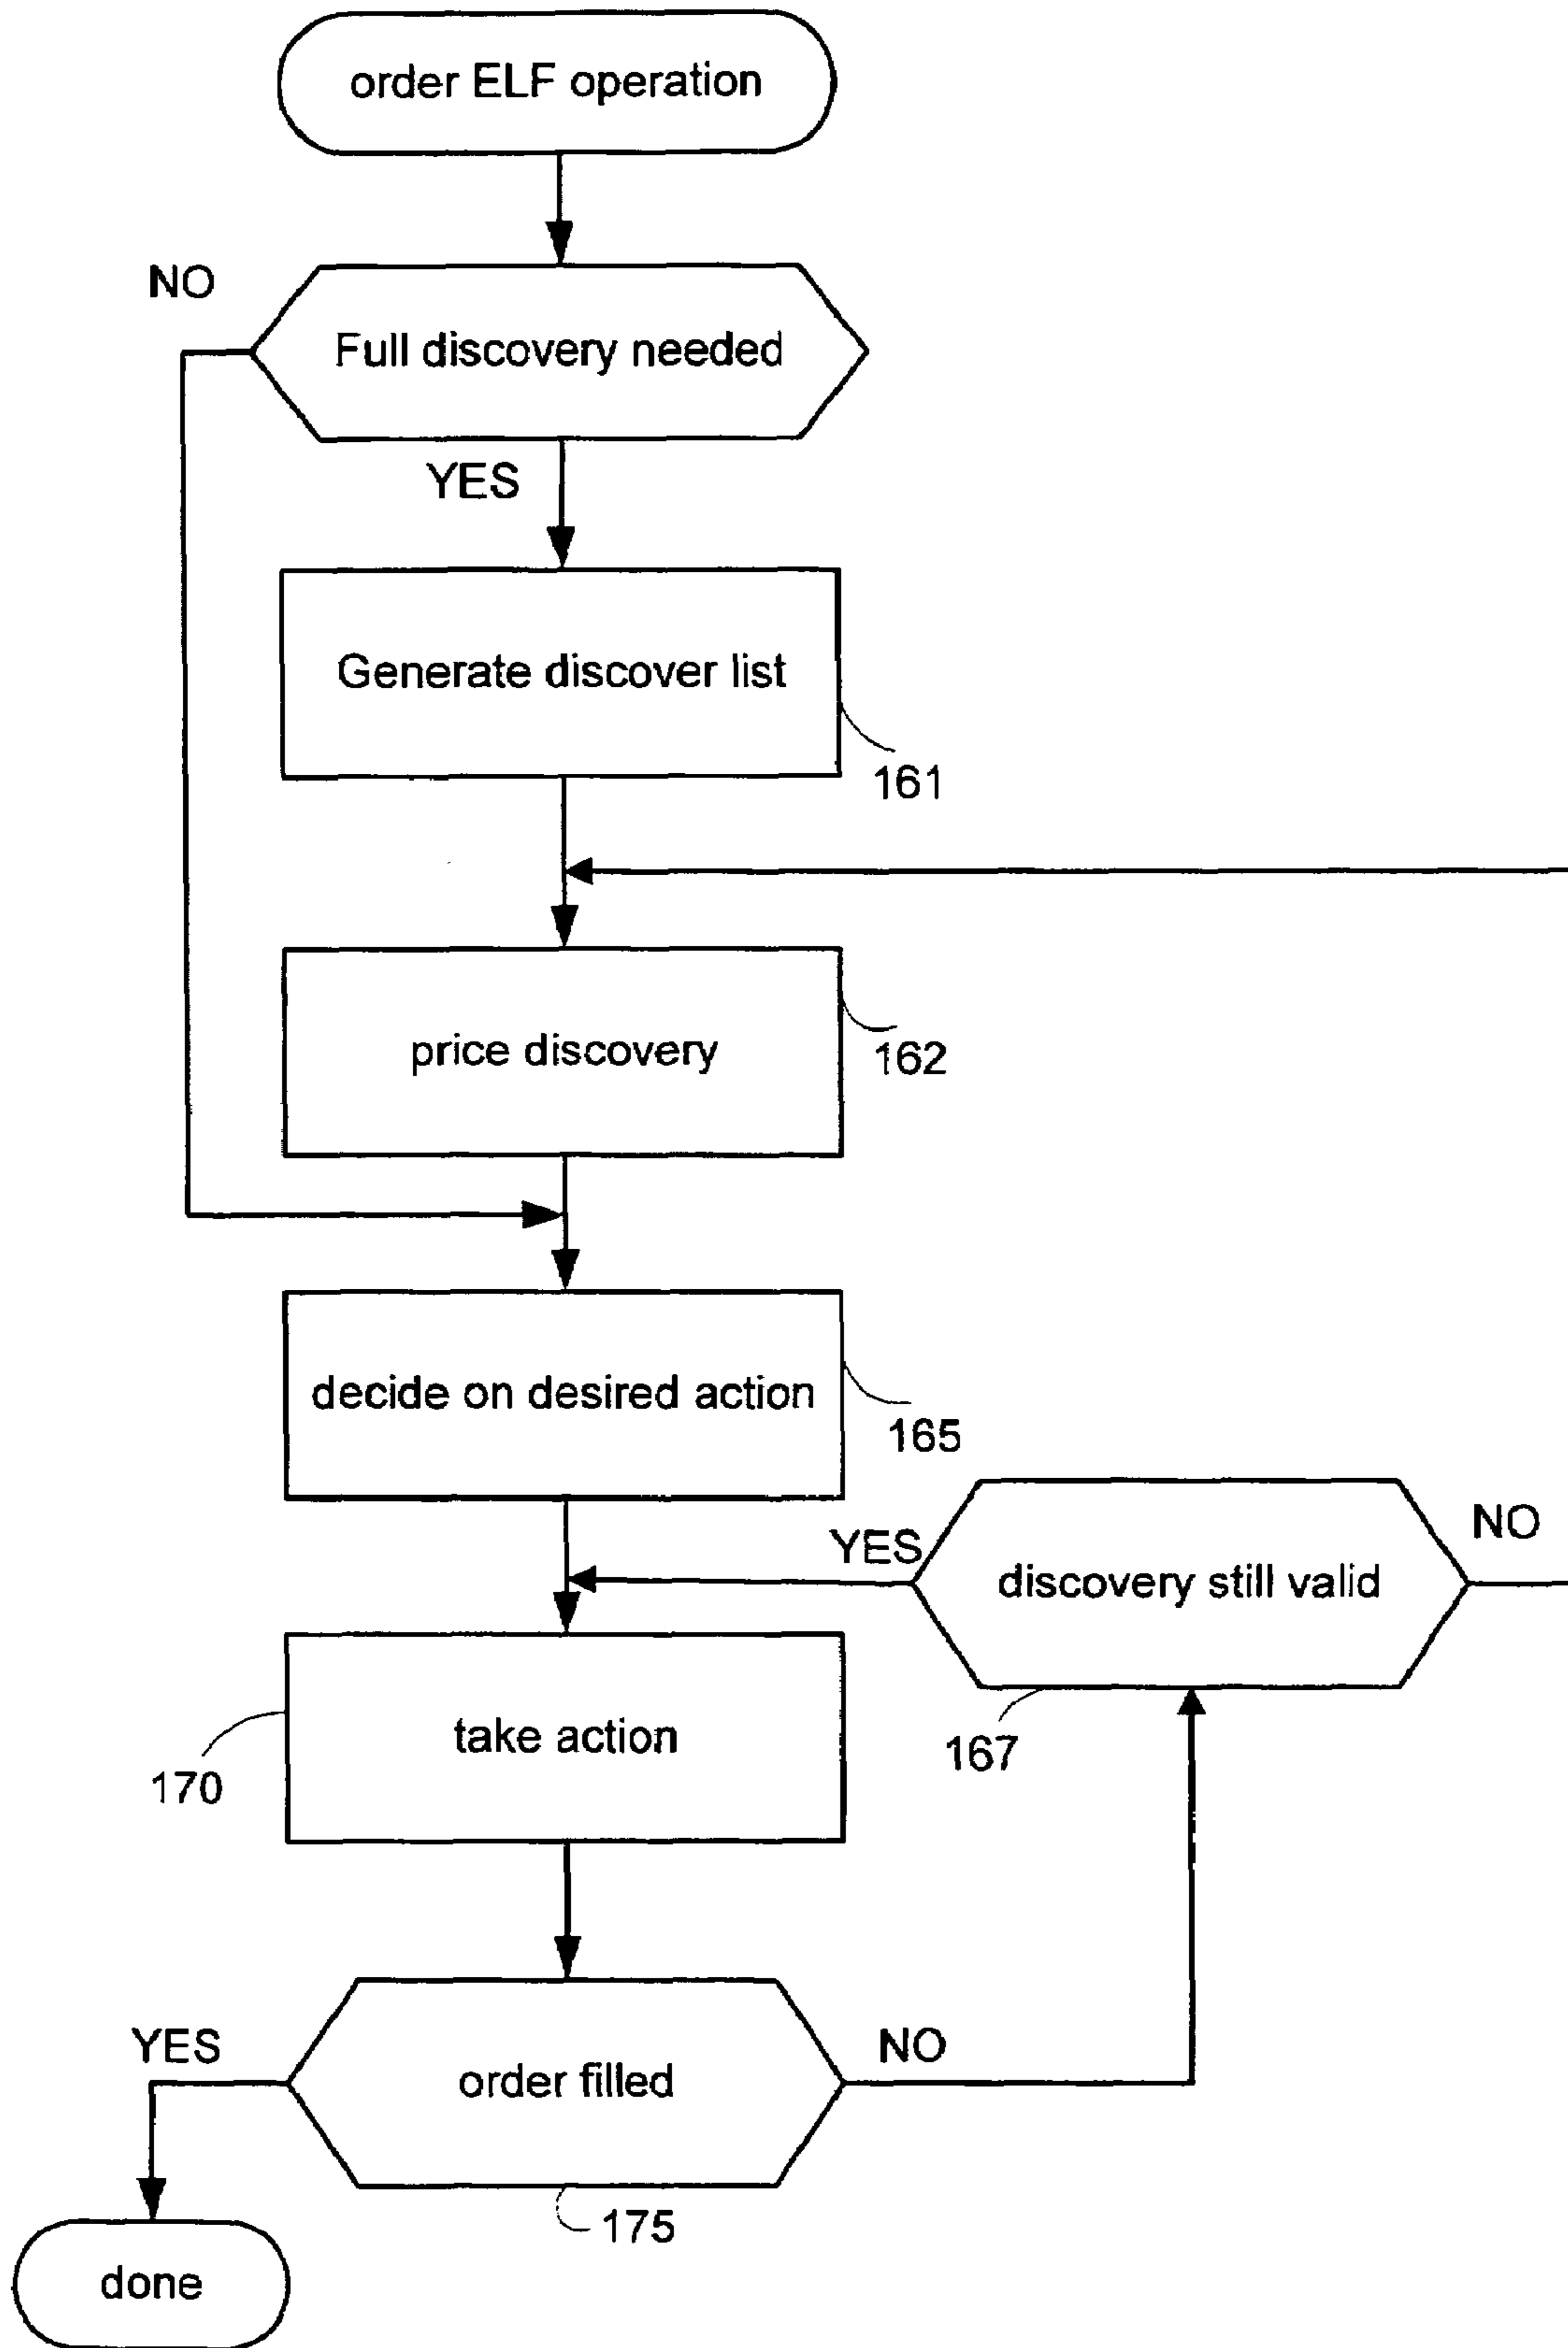 order ELF operation
NO
Full discovery needed
YES
Generate discover list
161
price discovery
162
decide on desired action
165
YES
discovery still valid
NO
take action
170
167
YES
order filled
NO
175
done